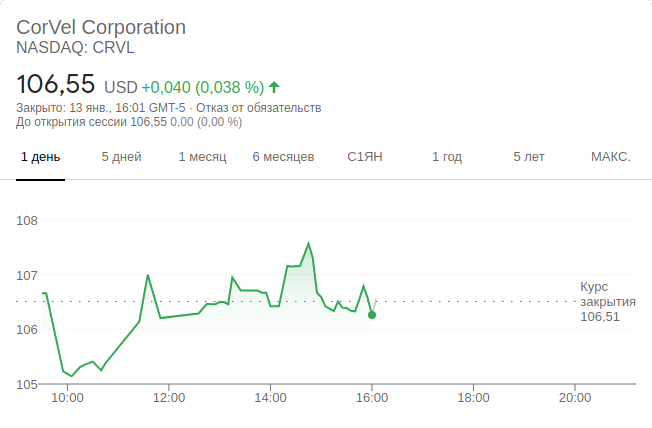 CorVel Corporation
NASDAQ: CRVL
106,55 USD +0,040 (0,038 %)
Закрыто: 13 янв., 16:01 GMT-5 · Отказ от обязательств
До открытия сессии 106,55 0,00 (0,00 %)
1 день 5 дней 1 месяц 6 месяцев С1ЯН 1 год 5 лет МАКС.
108
107
106
105
Курс
закрытия
106,51
10:00 12:00 14:00 16:00 18:00 20:00